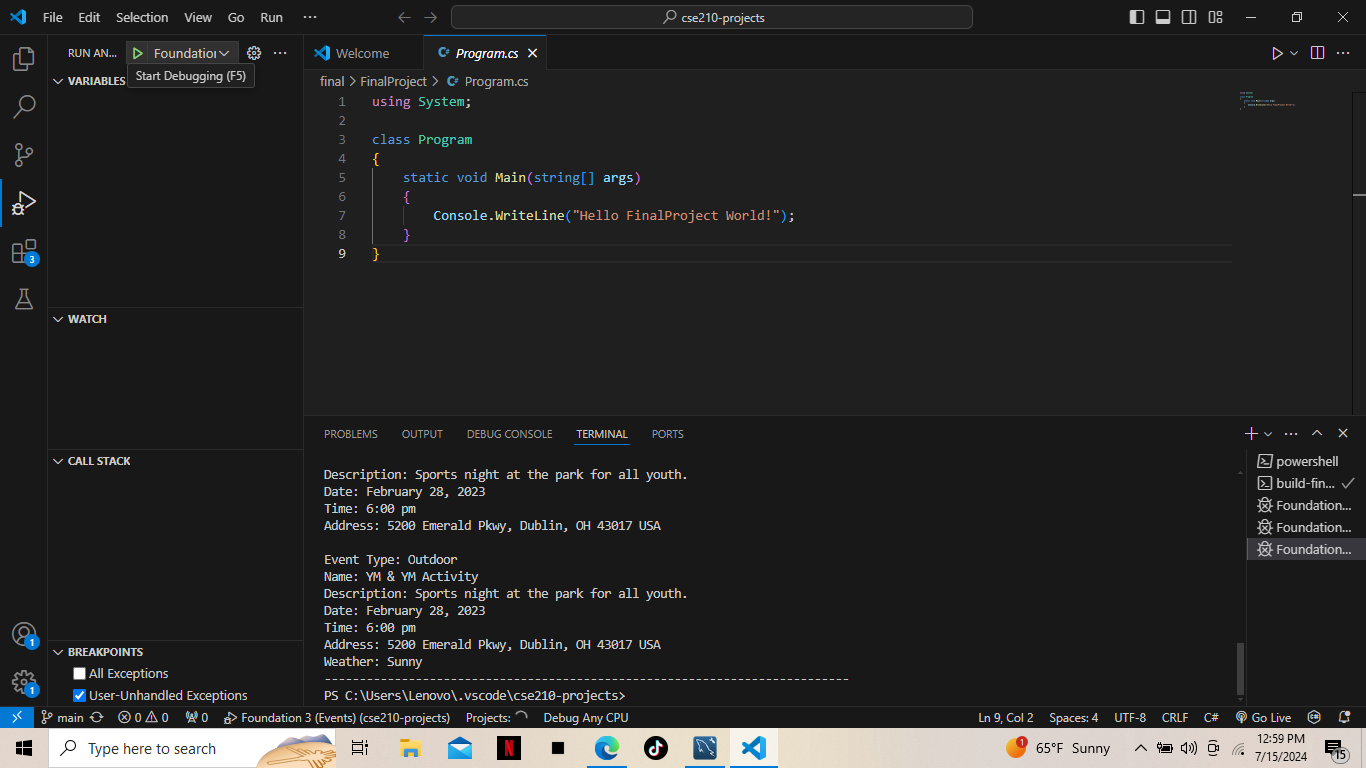 File Edit Selection View Go Run ··· cse210-projects
RUN AN... Foundation ···
Start Debugging (F5)
VARIABLES
WATCH
CALL STACK
BREAKPOINTS
All Exceptions
User-Unhandled Exceptions
3
1
1
Welcome Program.cs
final > FinalProject > Program.cs
1 using System;
2
3 class Program
4 {
5 static void Main(string[] args)
6 {
7 Console.WriteLine("Hello FinalProject World!");
8 }
9 }
PROBLEMS OUTPUT DEBUG CONSOLE TERMINAL PORTS
Description: Sports night at the park for all youth.
Date: February 28, 2023
Time: 6:00 pm
Address: 5200 Emerald Pkwy, Dublin, OH 43017 USA
Event Type: Outdoor
Name: YM & YM Activity
Description: Sports night at the park for all youth.
Date: February 28, 2023
Time: 6:00 pm
Address: 5200 Emerald Pkwy, Dublin, OH 43017 USA
Weather: Sunny
---------------------------------------------------------------------------
PS C:\Users\Lenovo\.vscode\cse210-projects>
powershell
build-fin...
Foundation...
Foundation...
Foundation...
main 0 0 0 Foundation 3 (Events) (cse210-projects) Projects: Debug Any CPU Ln 9, Col 2 Spaces: 4 UTF-8 CRLF C# Go Live
Type here to search N 1 65°F Sunny 12:59 PM
7/15/2024 15